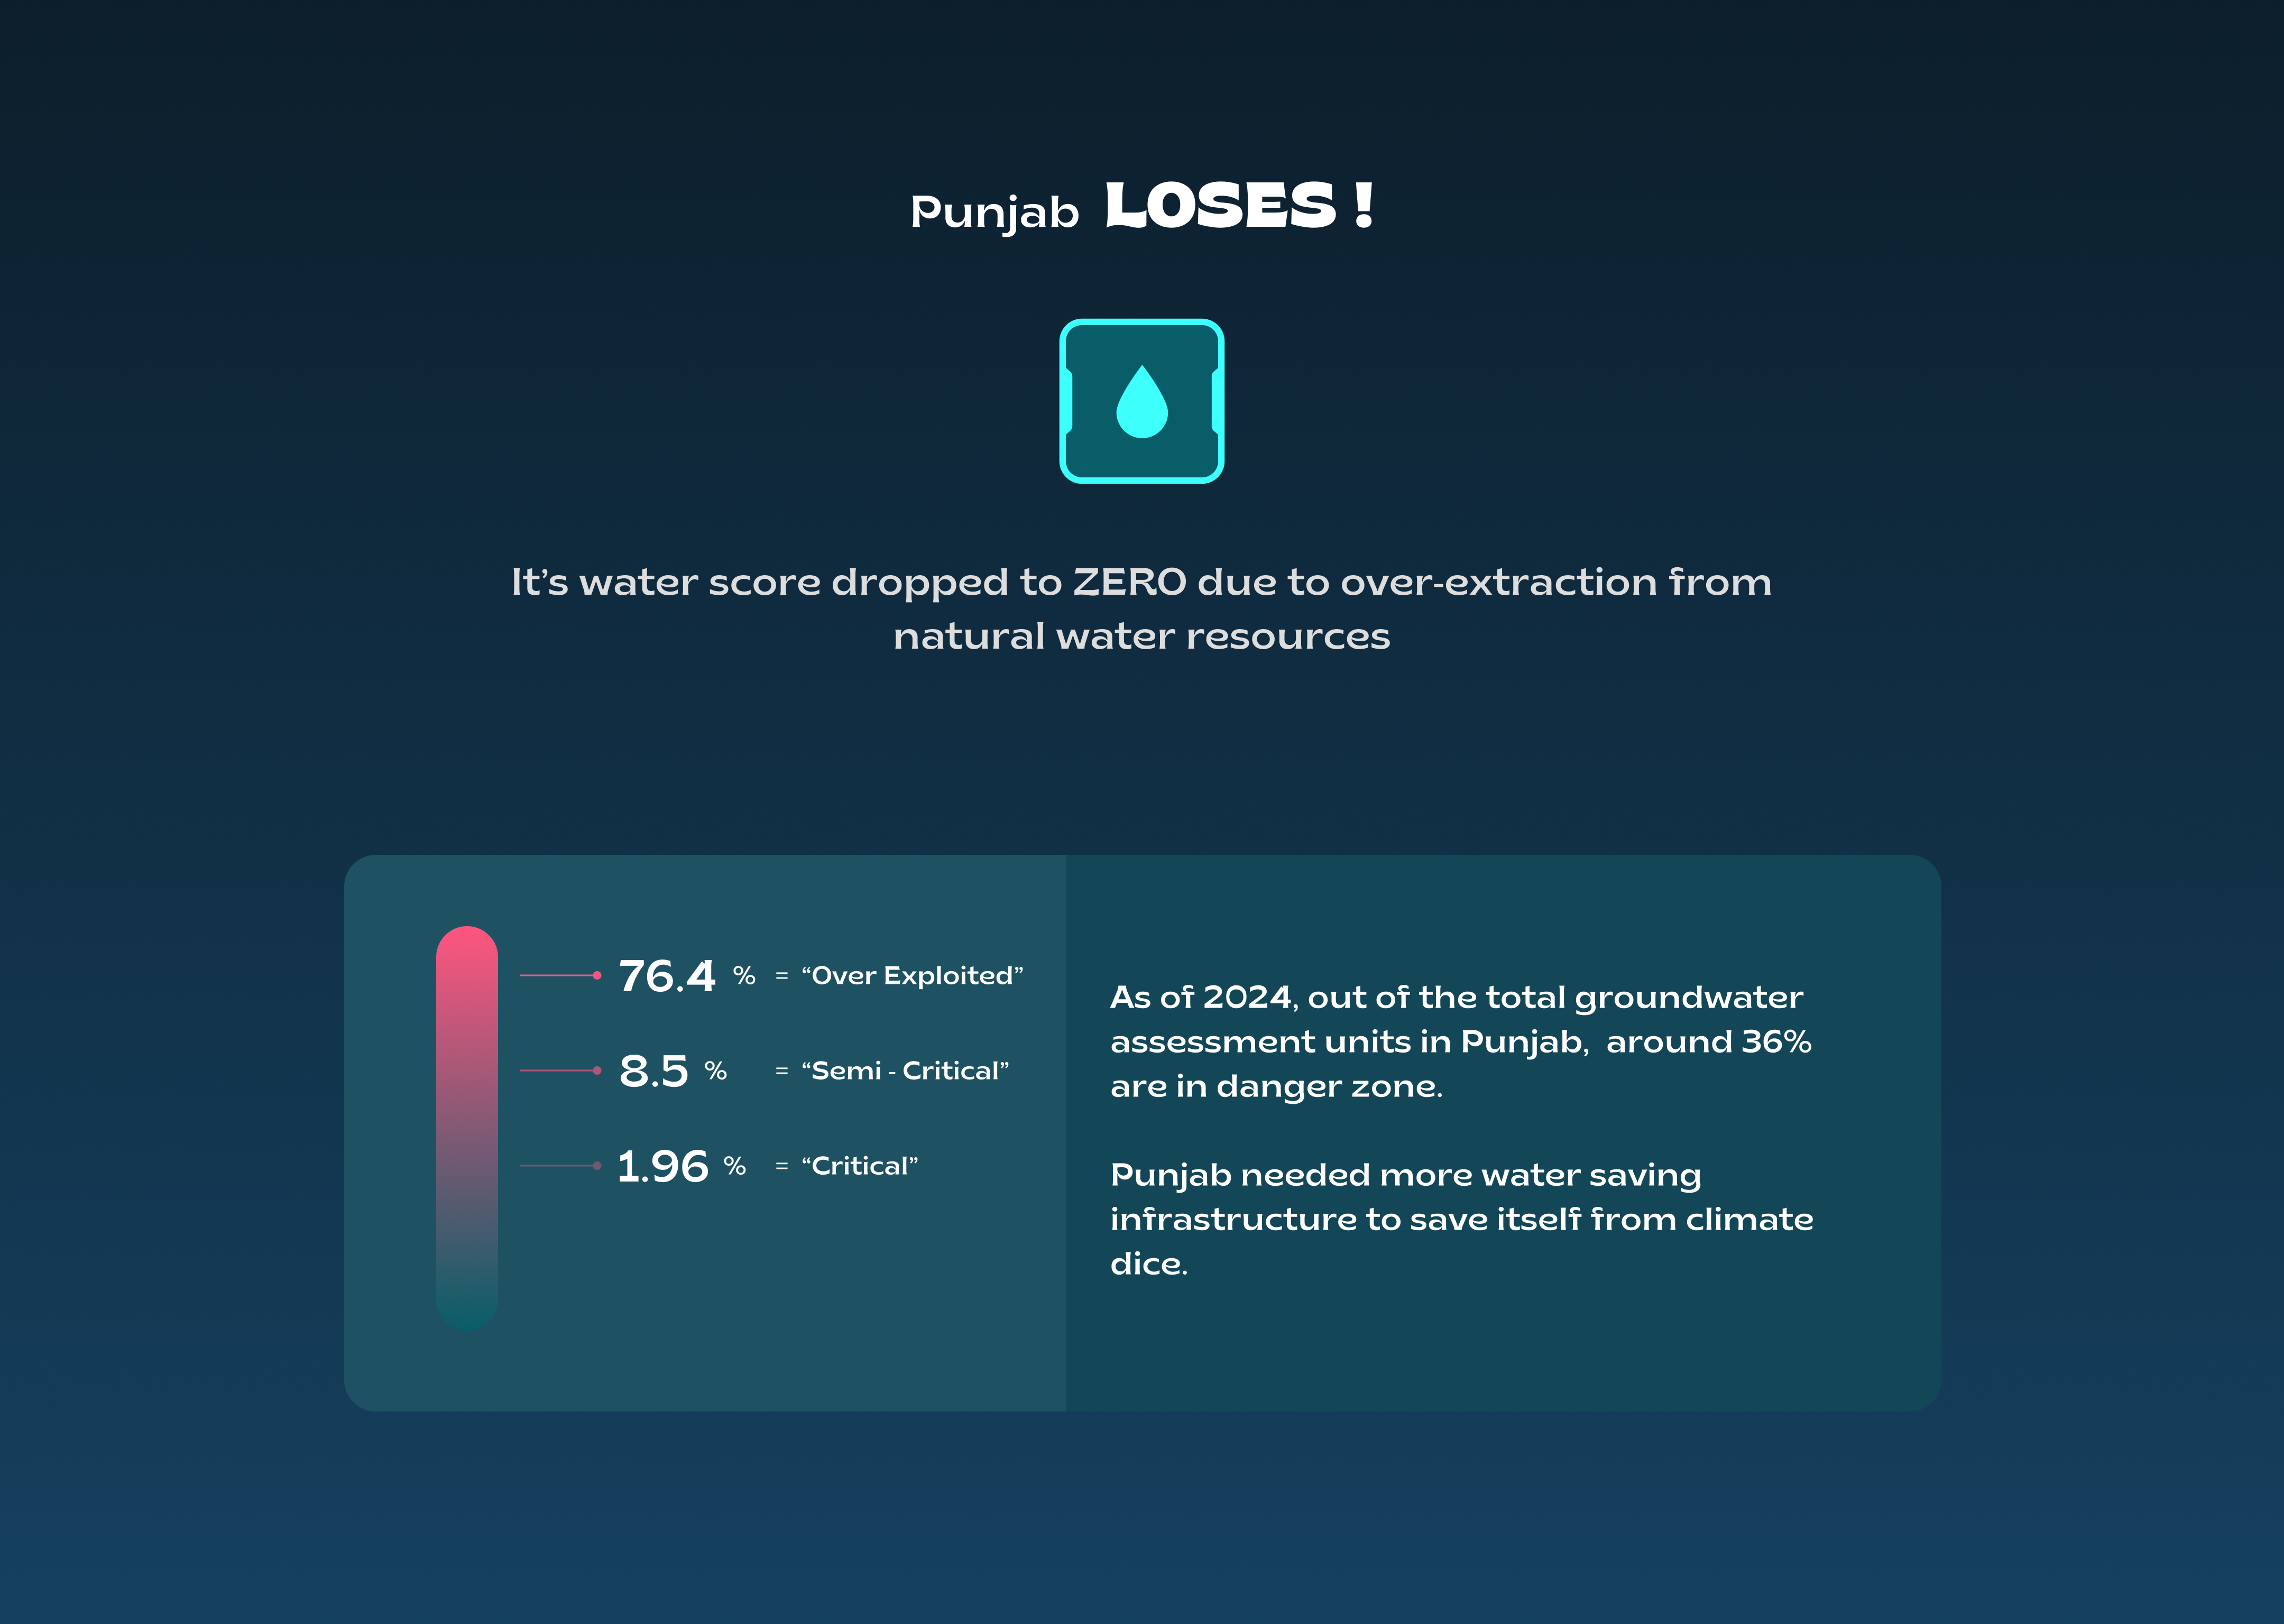 Punjab LOSES !
It’s water score dropped to ZERO due to over-extraction from
natural water resources
76.4 % = “Over Exploited”
8.5 % = “Semi - Critical”
1.96 % = “Critical”
As of 2024, out of the total groundwater
assessment units in Punjab, around 36%
are in danger zone.
Punjab needed more water saving
infrastructure to save itself from climate
dice.